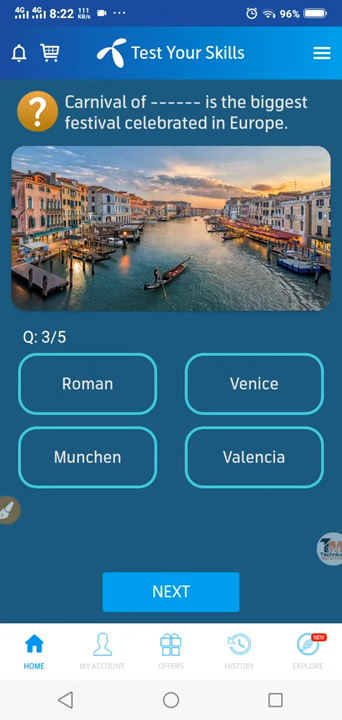 4G 4G 8:22 111 KB/s ... 96%
Test Your Skills
?
Carnival of ------ is the biggest
festival celebrated in Europe.
Q: 3/5
Roman Venice
Munchen Valencia
NEXT
NEW
HOME MY ACCOUNT OFFERS HISTORY EXPLORE